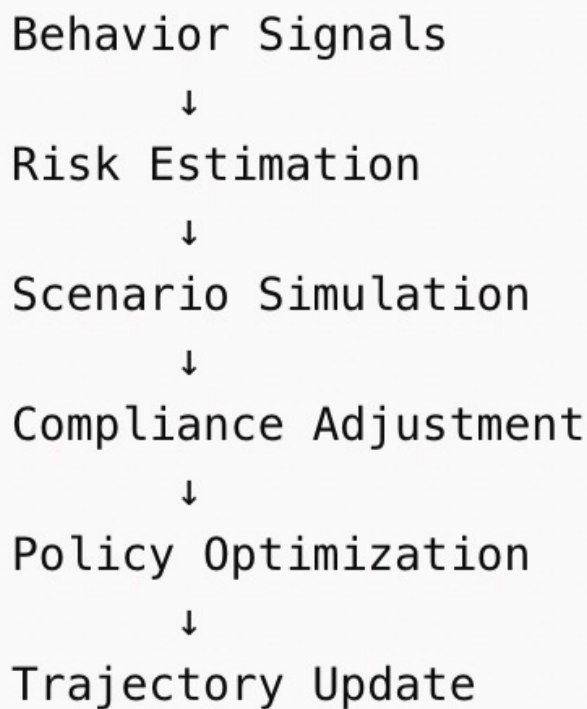 Behavior Signals
↓
Risk Estimation
↓
Scenario Simulation
↓
Compliance Adjustment
↓
Policy Optimization
↓
Trajectory Update